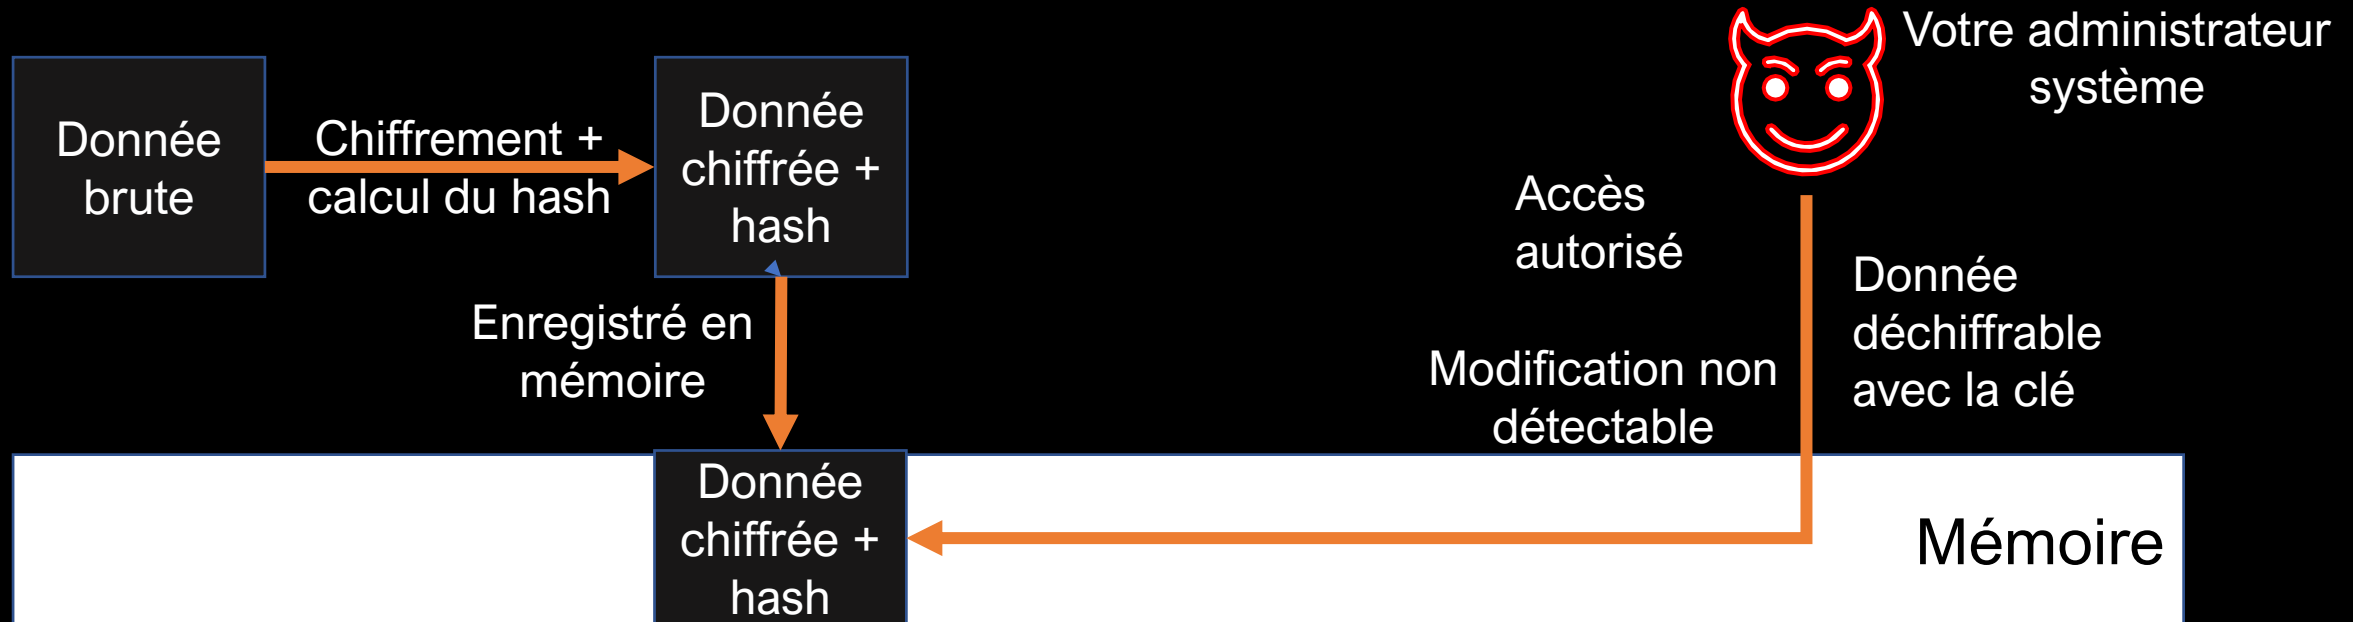 Donnée
brute
Chiffrement +
calcul du hash
Donnée
chiffrée +
hash
Enregistré en
mémoire
Donnée
chiffrée +
hash
Votre administrateur
système
Accès
autorisé
Donnée
déchiffrable
avec la clé
Modification non
détectable
Mémoire